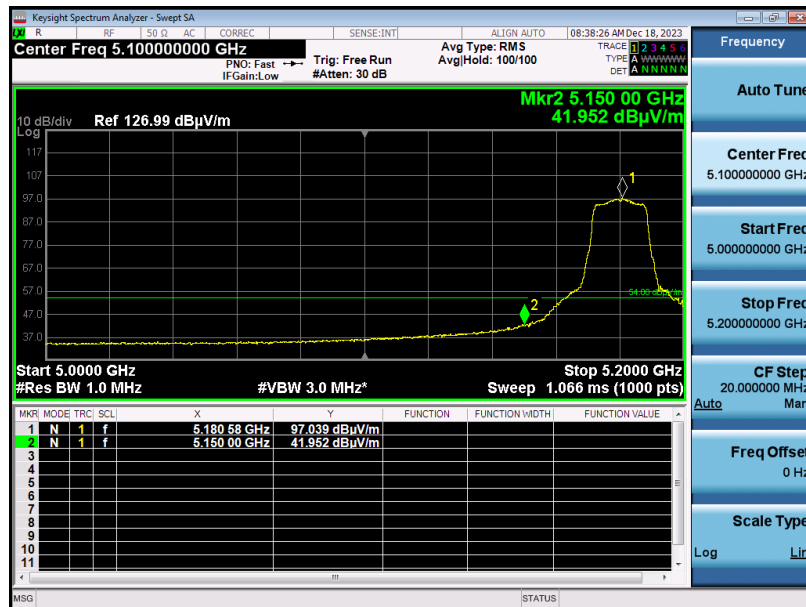 Keysight Spectrum Analyzer - Swept SA
LXI R RF 50 Ω AC CORREC SENSE:INT ALIGN AUTO 08:38:26 AM Dec 18, 2023
Center Freq 5.100000000 GHz
PNO: Fast
IFGain:Low
Trig: Free Run
#Atten: 30 dB
Avg Type: RMS
Avg|Hold: 100/100
TRACE 1 2 3 4 5 6
TYPE A WWWWW
DET A N N N N N
Mkr2 5.150 00 GHz
41.952 dBµV/m
10 dB/div Ref 126.99 dBµV/m
Log
117
107
97.0
87.0
77.0
67.0
57.0
47.0
37.0
1
2
54.00 dBµV/m
Start 5.0000 GHz Stop 5.2000 GHz
#Res BW 1.0 MHz #VBW 3.0 MHz* Sweep 1.066 ms (1000 pts)
MKR MODE TRC SCL X Y FUNCTION FUNCTION WIDTH FUNCTION VALUE
1 N 1 f 5.180 58 GHz 97.039 dBµV/m
2 N 1 f 5.150 00 GHz 41.952 dBµV/m
3
4
5
6
7
8
9
10
11
MSG STATUS
Frequency
Auto Tune
Center Freq
5.100000000 GHz
Start Freq
5.000000000 GHz
Stop Freq
5.200000000 GHz
CF Step
20.000000 MHz
Auto Man
Freq Offset
0 Hz
Scale Type
Log Lin